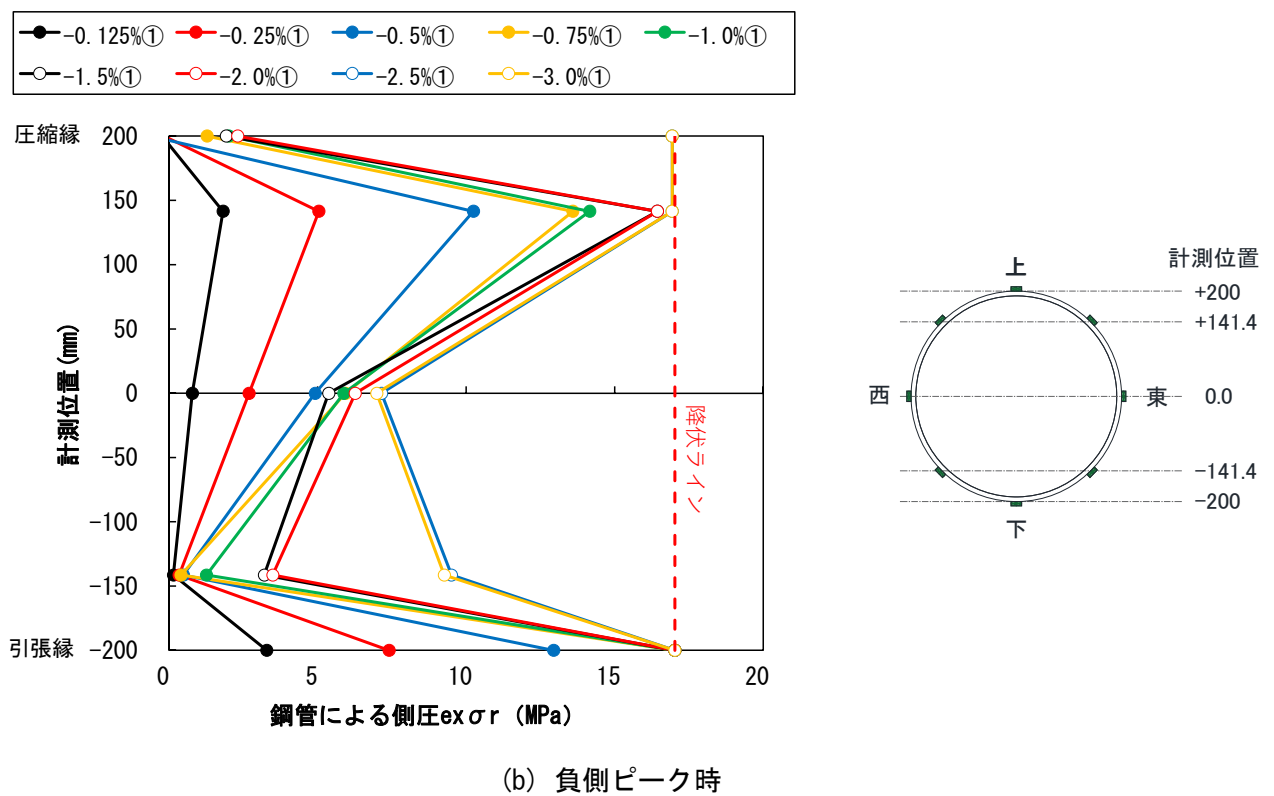 -0.125%① -0.25%① -0.5%① -0.75%① -1.0%①
-1.5%① -2.0%① -2.5%① -3.0%①
圧縮縁 200
150
100
50
0
-50
-100
-150
引張縁 -200
計測位置(mm)
0 5 10 15 20
鋼管による側圧exσr (MPa)
降伏ライン
計測位置
上
+200
+141.4
西 東 0.0
-141.4
-200
下
(b) 負側ピーク時